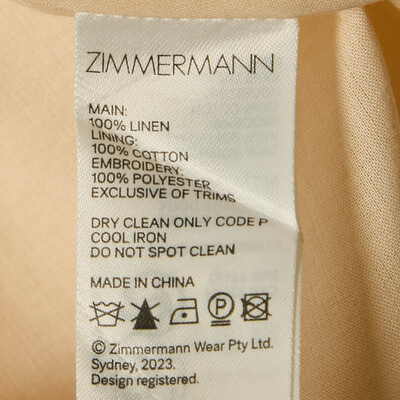 ZIMMERMANN
MAIN:
100% LINEN
LINING:
100% COTTON
EMBROIDERY:
100% POLYESTER
EXCLUSIVE OF TRIMS
DRY CLEAN ONLY CODE P
COOL IRON
DO NOT SPOT CLEAN
MADE IN CHINA
P
© Zimmermann Wear Pty Ltd.
Sydney, 2023.
Design registered.